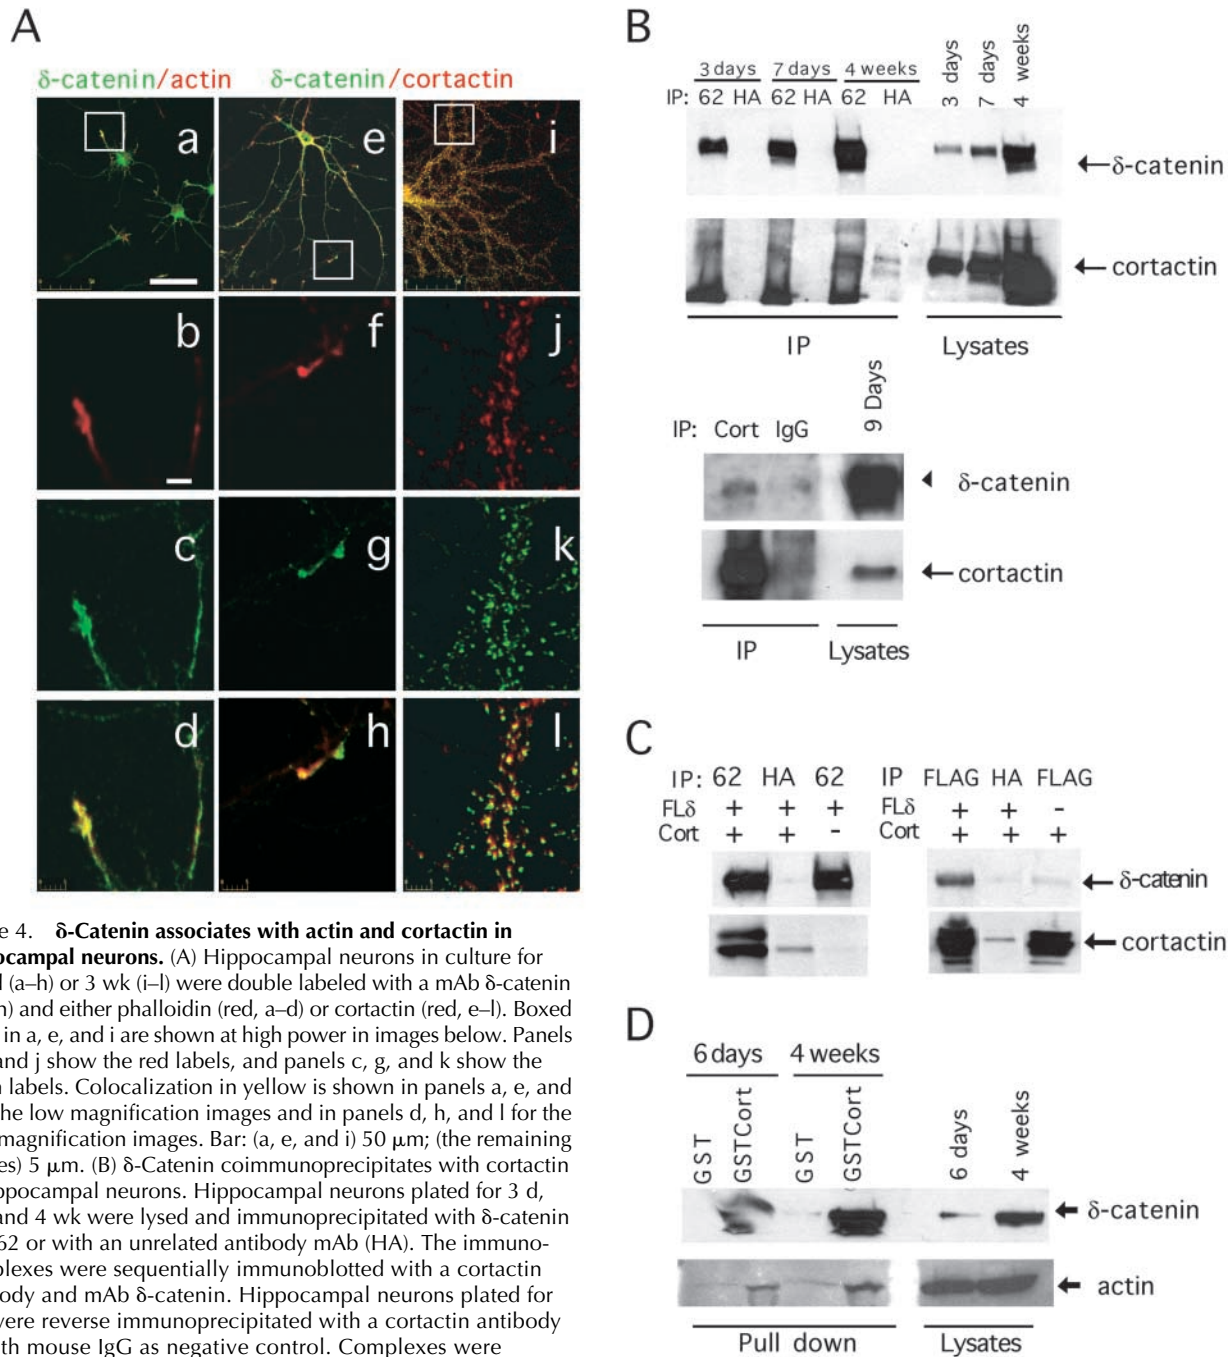 A
δ-catenin/actin
δ-catenin/cortactin
a
e
i
b
f
j
c
g
k
d
h
l
e 4. δ-Catenin associates with actin and cortactin in
ocampal neurons. (A) Hippocampal neurons in culture for
l (a–h) or 3 wk (i–l) were double labeled with a mAb δ-catenin
n) and either phalloidin (red, a–d) or cortactin (red, e–l). Boxed
in a, e, and i are shown at high power in images below. Panels
and j show the red labels, and panels c, g, and k show the
labels. Colocalization in yellow is shown in panels a, e, and
he low magnification images and in panels d, h, and l for the
magnification images. Bar: (a, e, and i) 50 μm; (the remaining
es) 5 μm. (B) δ-Catenin coimmunoprecipitates with cortactin
ippocampal neurons. Hippocampal neurons plated for 3 d,
and 4 wk were lysed and immunoprecipitated with δ-catenin
62 or with an unrelated antibody mAb (HA). The immuno-
plexes were sequentially immunoblotted with a cortactin
ody and mAb δ-catenin. Hippocampal neurons plated for
vere reverse immunoprecipitated with a cortactin antibody
th mouse IgG as negative control. Complexes were
B
3 days 7 days 4 weeks 3 days 7 days 4 weeks
IP: 62 HA 62 HA 62 HA
δ-catenin
cortactin
IP Lysates
9 Days
IP: Cort IgG
δ-catenin
cortactin
IP Lysates
C
IP: 62 HA 62 IP FLAG HA FLAG
FLδ + + + FLδ + + -
Cort + + - Cort + + +
δ-catenin
cortactin
D
6 days 4 weeks
GST GSTCort GST GSTCort 6 days 4 weeks
δ-catenin
actin
Pull down Lysates